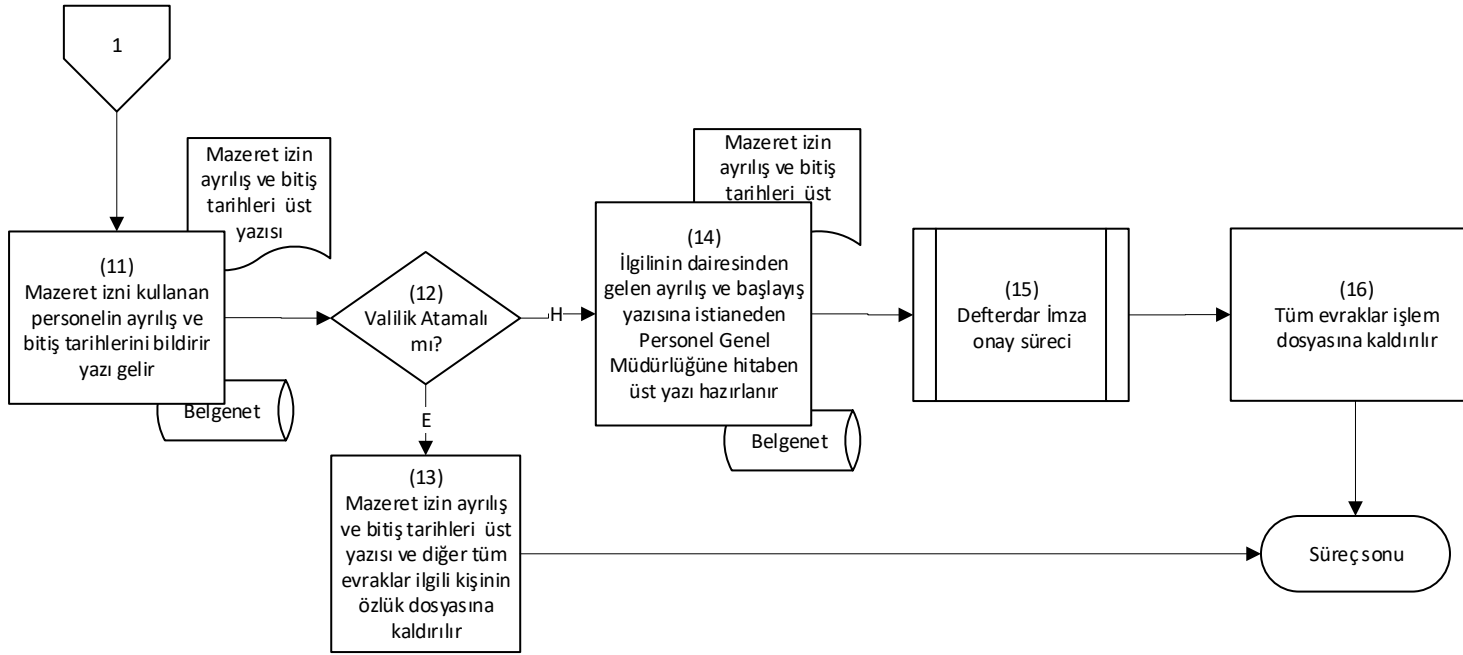 1
Mazeret izin
ayrılış ve bitiş
tarihleri üst
yazısı
(11)
Mazeret izni kullanan
personelin ayrılış ve
bitiş tarihlerini bildirir
yazı gelir
Belgenet
(12)
Valilik Atamalı
mı?
H
E
(13)
Mazeret izin ayrılış
ve bitiş tarihleri üst
yazısı ve diğer tüm
evraklar ilgili kişinin
özlük dosyasına
kaldırılır
Mazeret izin
ayrılış ve bitiş
tarihleri üst
(14)
İlgilinin dairesinden
gelen ayrılış ve başlayış
yazısına istianeden
Personel Genel
Müdürlüğüne hitaben
üst yazı hazırlanır
Belgenet
(15)
Defterdar İmza
onay süreci
(16)
Tüm evraklar işlem
dosyasına kaldırılır
Süreç sonu